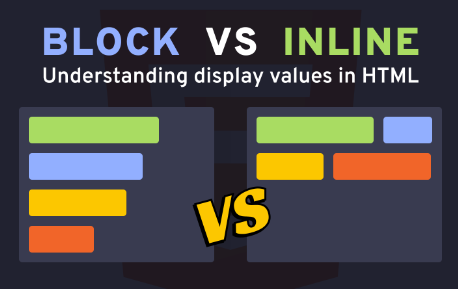 BLOCK VS INLINE
Understanding display values in HTML
VS